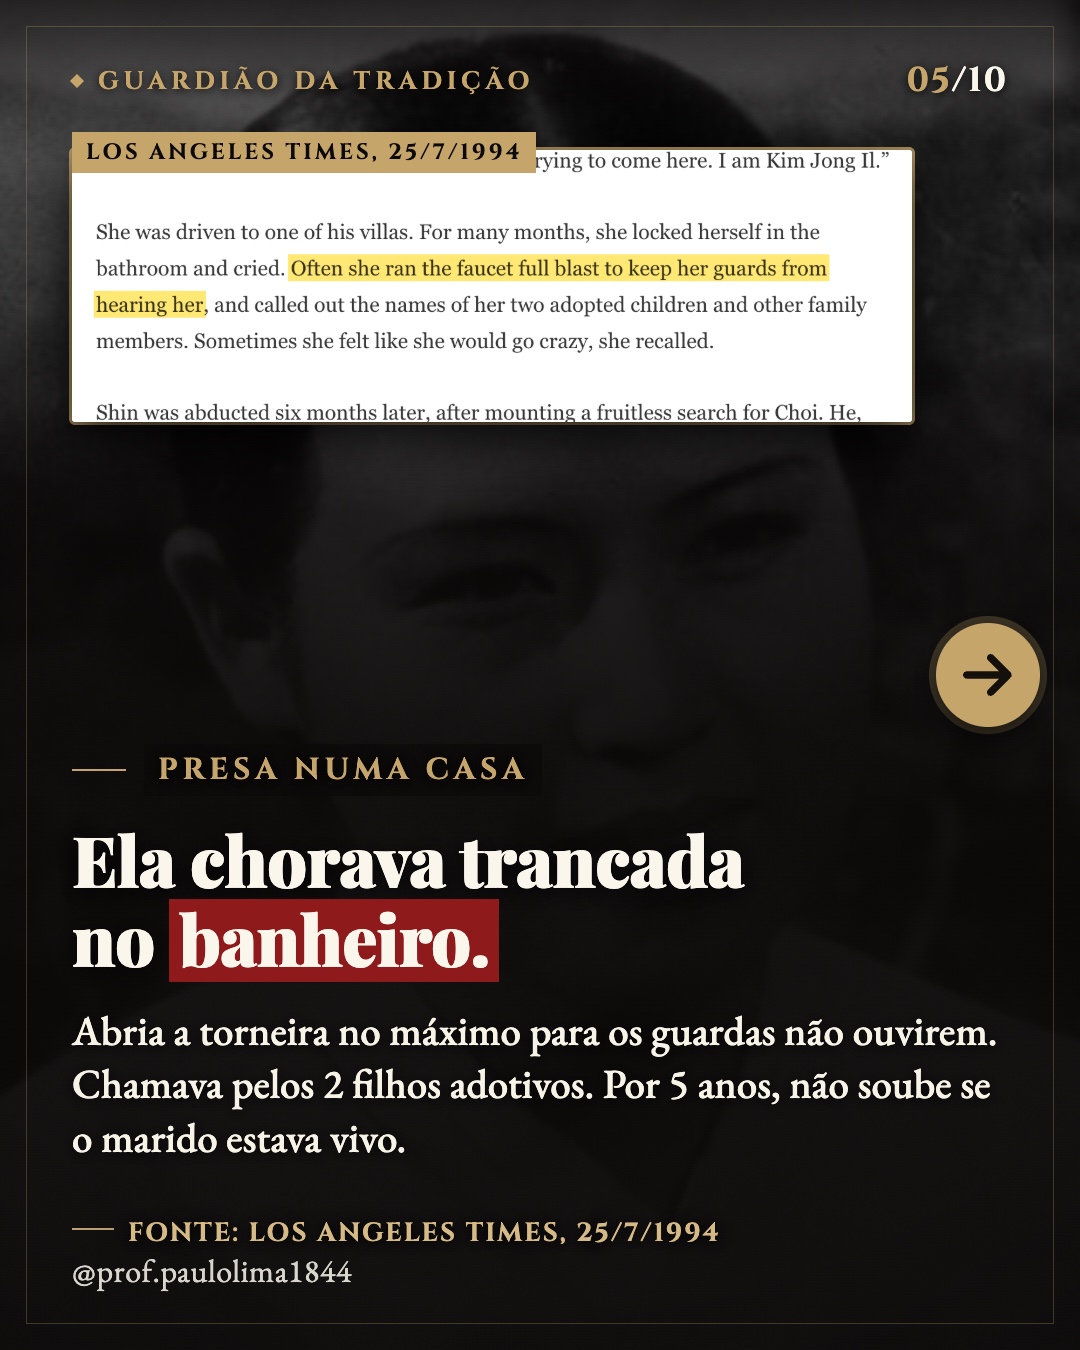 ◆ GUARDIÃO DA TRADIÇÃO
05/10
LOS ANGELES TIMES, 25/7/1994
rying to come here. I am Kim Jong Il.”
She was driven to one of his villas. For many months, she locked herself in the
bathroom and cried. Often she ran the faucet full blast to keep her guards from
hearing her, and called out the names of her two adopted children and other family
members. Sometimes she felt like she would go crazy, she recalled.
Shin was abducted six months later, after mounting a fruitless search for Choi. He,
PRESA NUMA CASA
Ela chorava trancada
no banheiro.
Abria a torneira no máximo para os guardas não ouvirem.
Chamava pelos 2 filhos adotivos. Por 5 anos, não soube se
o marido estava vivo.
FONTE: LOS ANGELES TIMES, 25/7/1994
@prof.paulolima1844